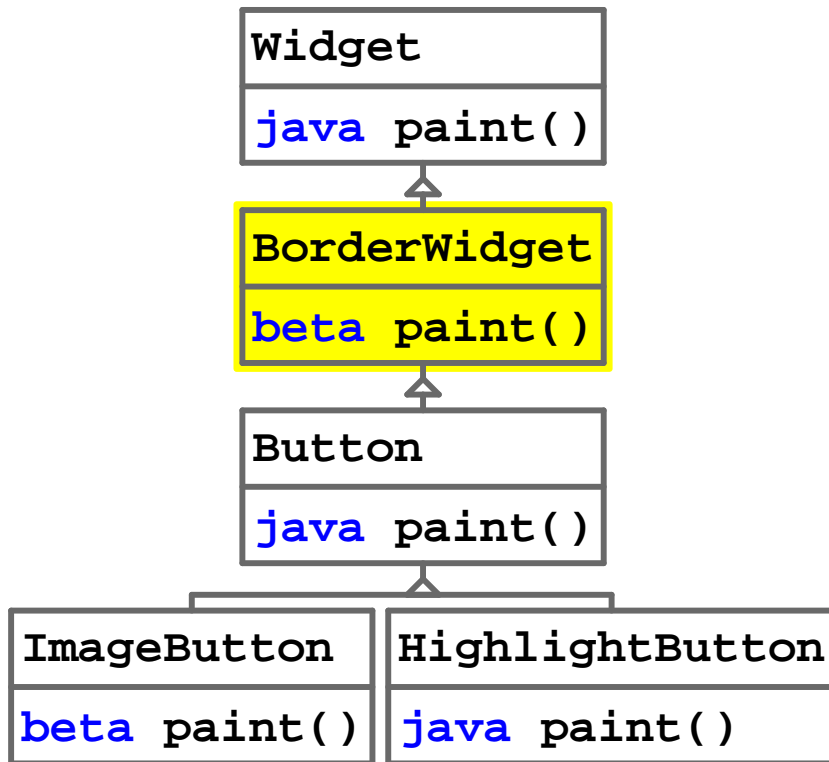 Widget
java paint()
BorderWidget
beta paint()
Button
java paint()
ImageButton
beta paint()
HighlightButton
java paint()